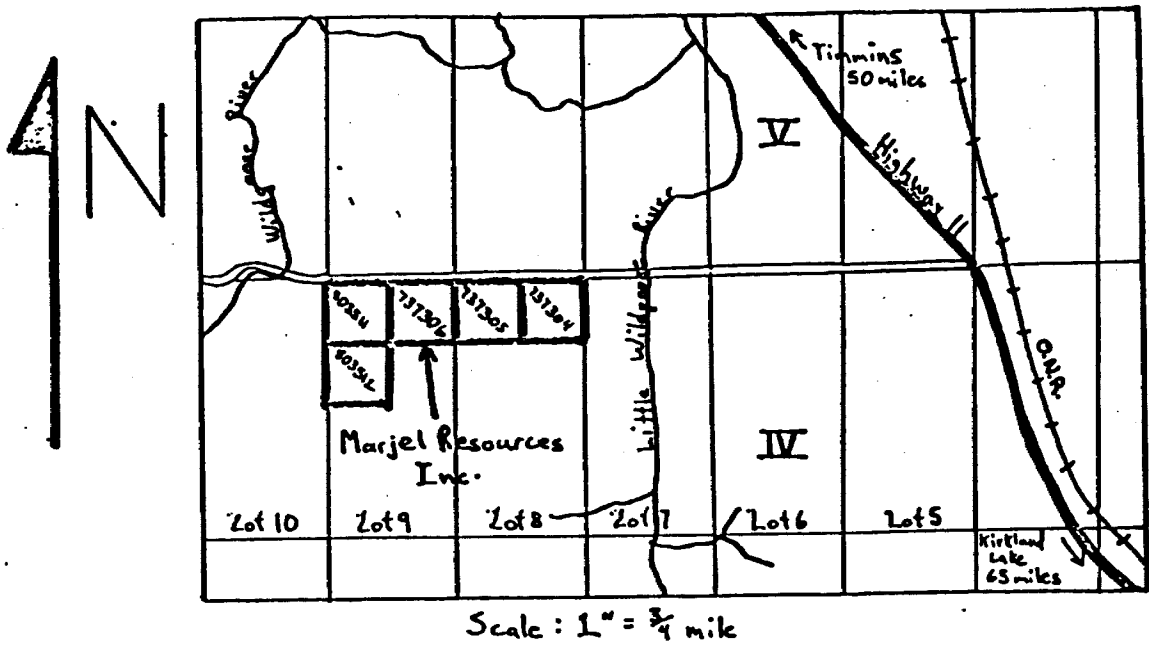 N
Timmins
50 miles
River
V
Highway 11
Wildgoose
River
737306
737305
737304
803512
Little Wildgoose
O.N.R.
Marjel Resources
Inc.
IV
Lot 10
Lot 9
Lot 8
Lot 7
Lot 6
Lot 5
Kirkland
Lake
65 miles
Scale : 1" = 3/4 mile